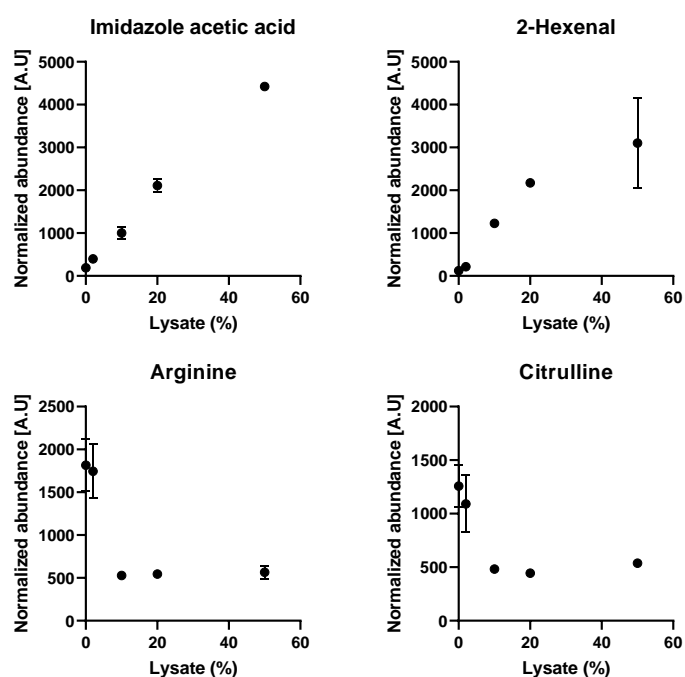 Imidazole acetic acid
Normalized abundance [A.U]
5000
4000
3000
2000
1000
0
0 20 40 60
Lysate (%)
2-Hexenal
Normalized abundance [A.U]
5000
4000
3000
2000
1000
0
0 20 40 60
Lysate (%)
Arginine
Normalized abundance [A.U]
2500
2000
1500
1000
500
0
0 20 40 60
Lysate (%)
Citrulline
Normalized abundance [A.U]
2000
1500
1000
500
0
0 20 40 60
Lysate (%)